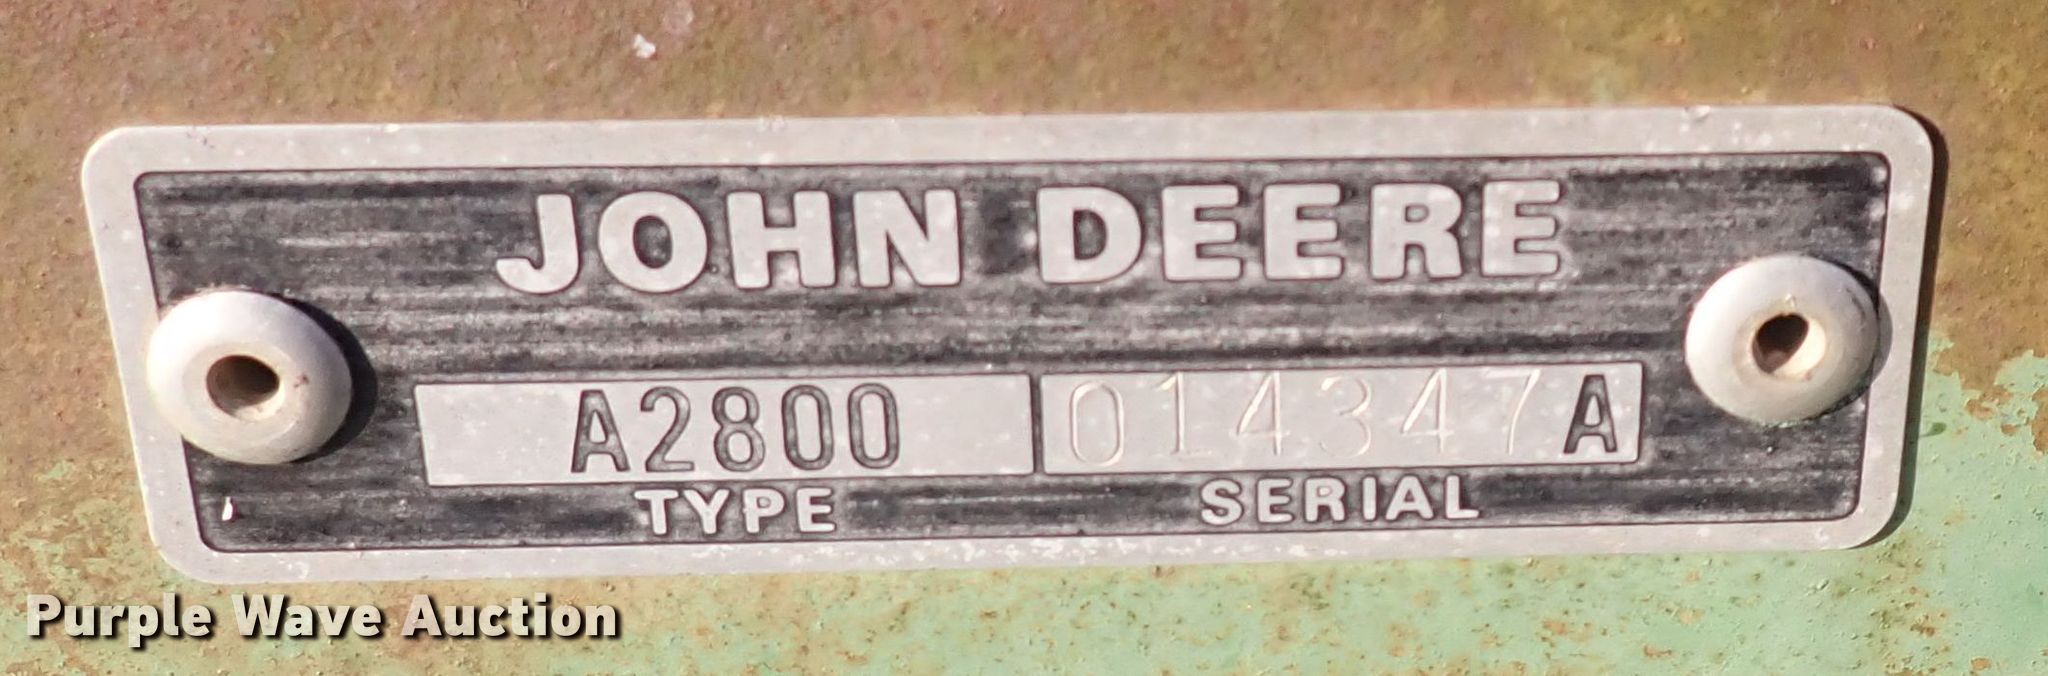 JOHN DEERE
A2800 014347A
TYPE SERIAL
Purple Wave Auction